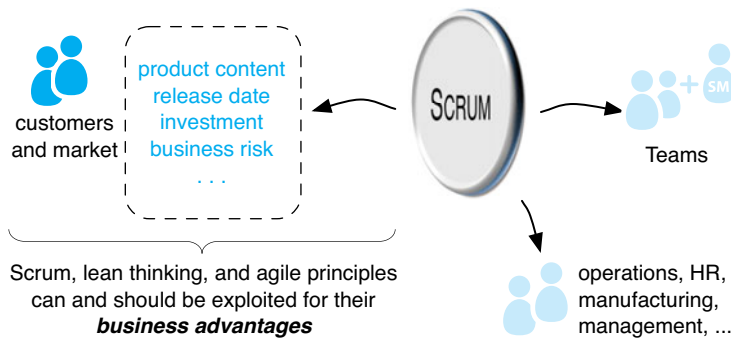 customers
and market
product content
release date
investment
business risk
. . .
SCRUM
+
SM
Teams
Scrum, lean thinking, and agile principles
can and should be exploited for their
business advantages
operations, HR,
manufacturing,
management, ...